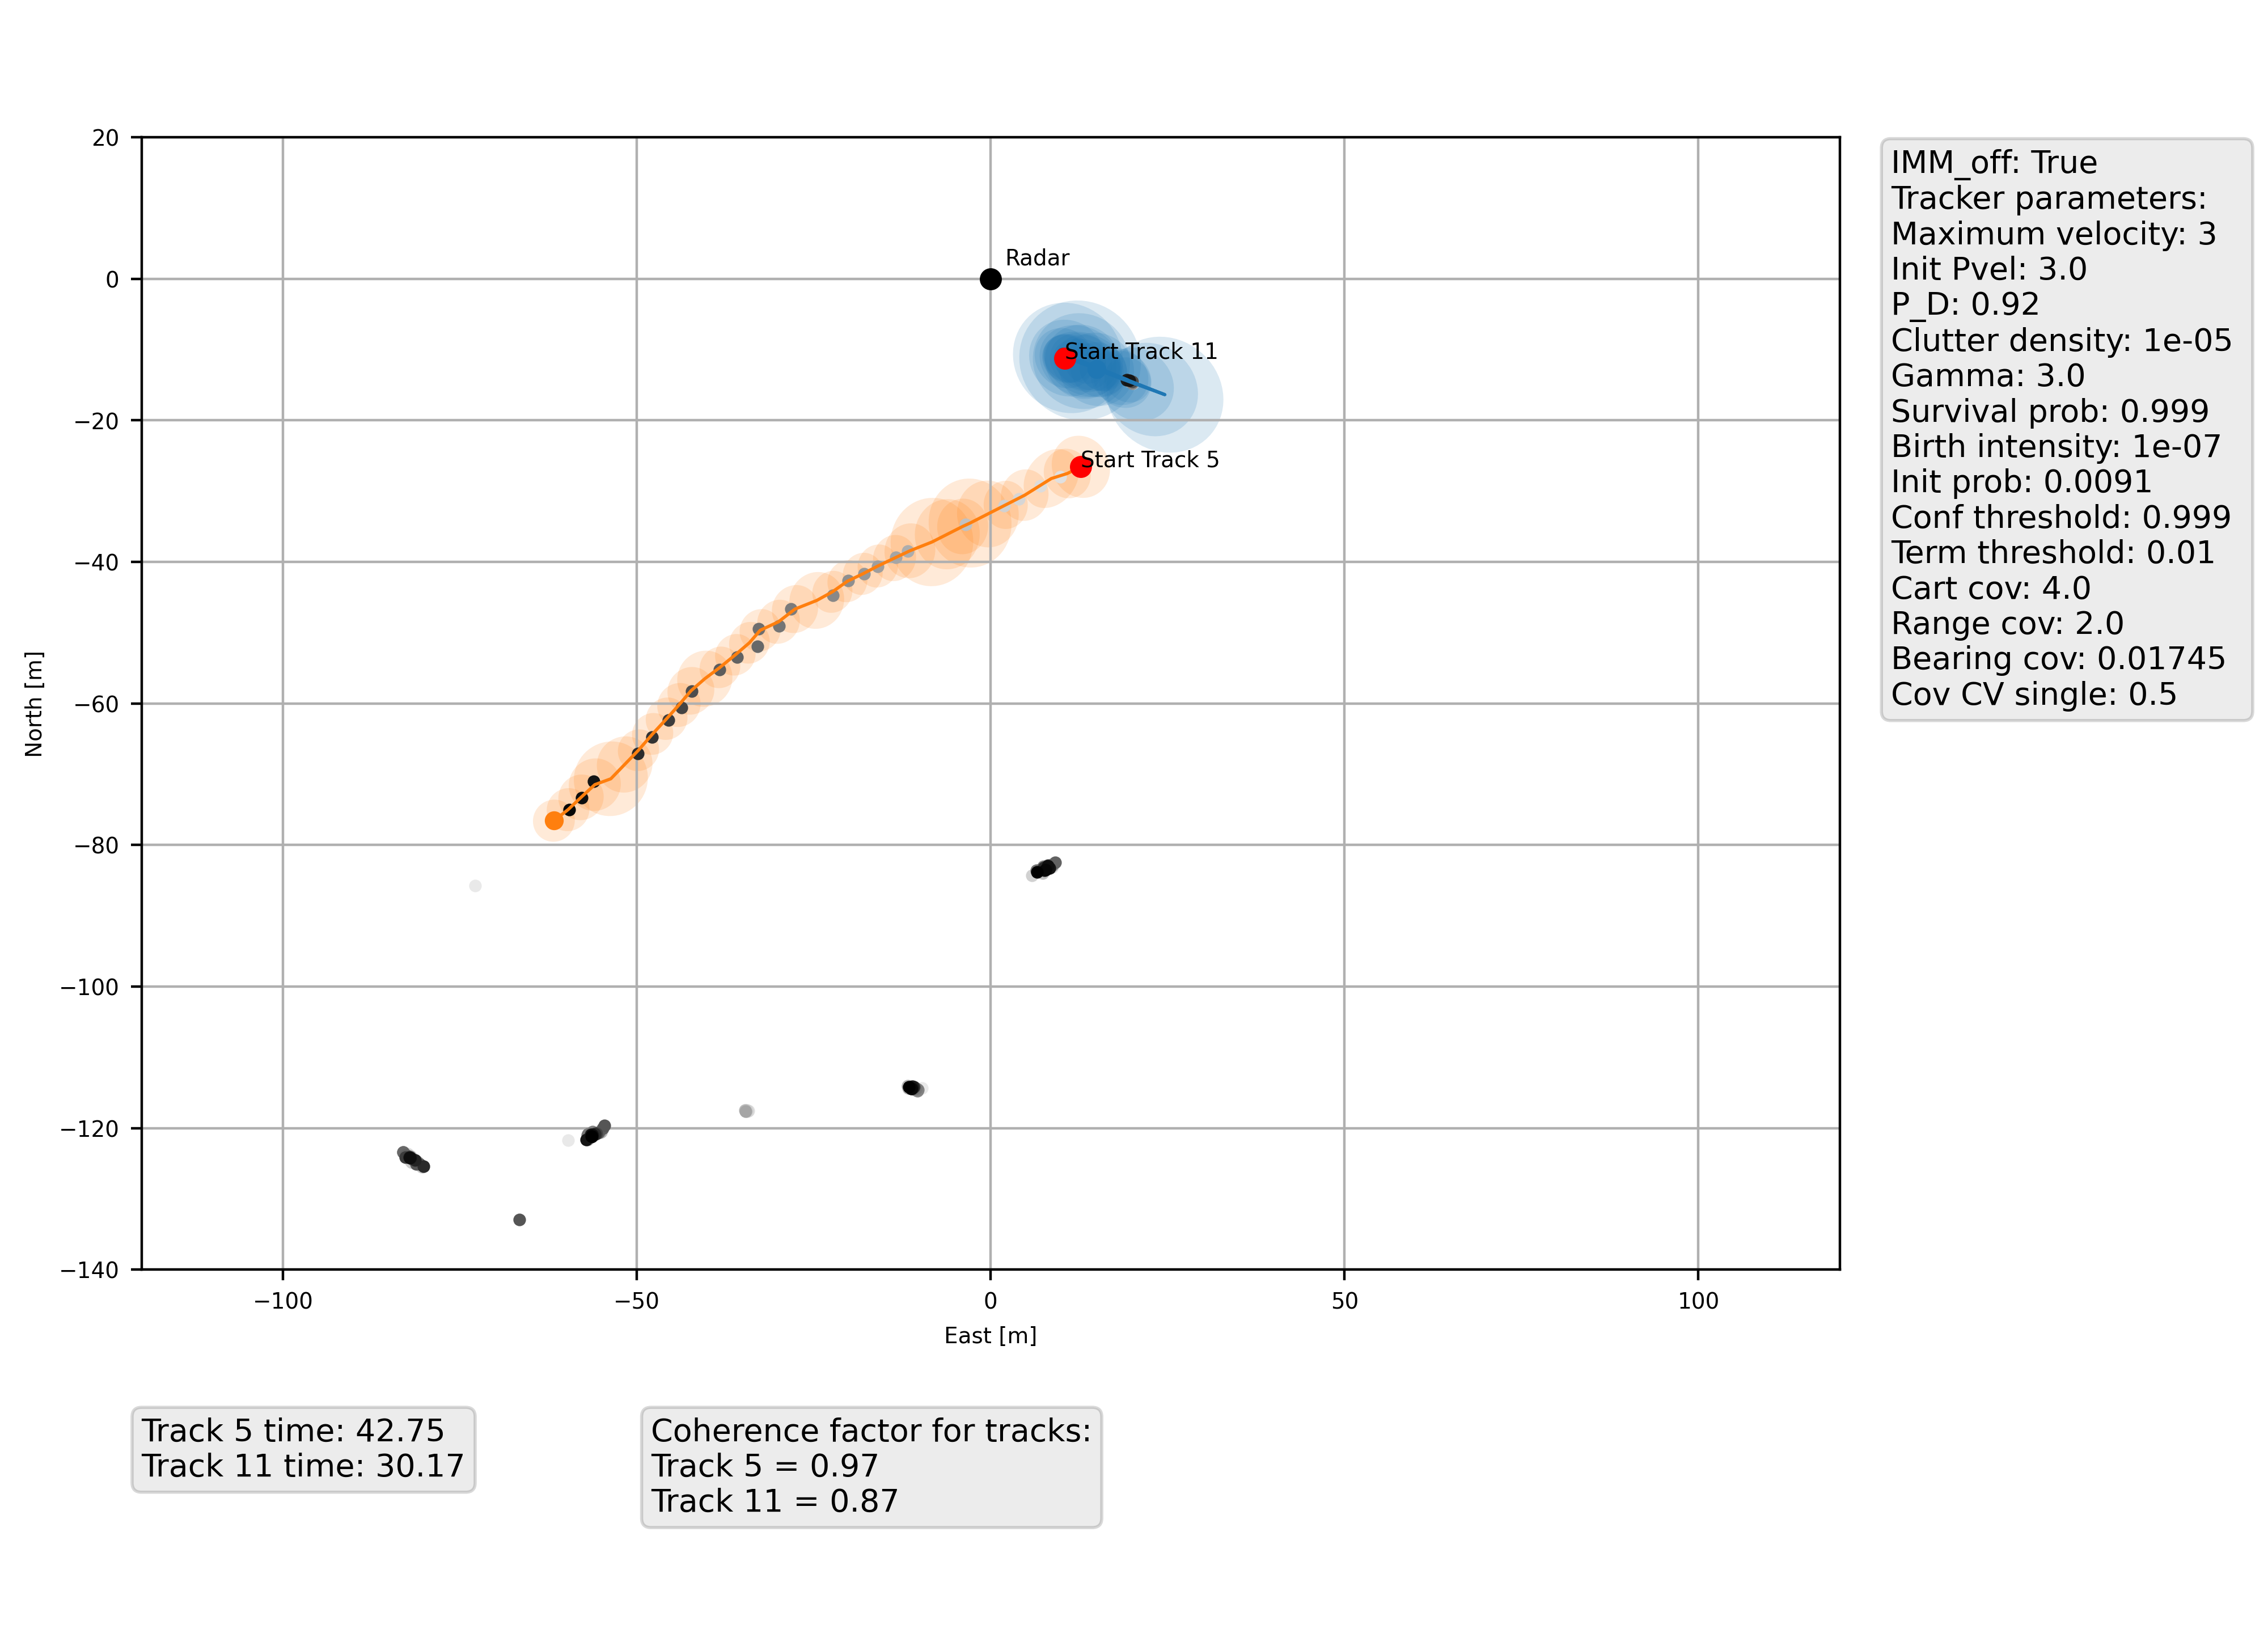 20
0
−20
−40
−60
−80
−100
−120
−140
North [m]
−100
−50
0
50
100
East [m]
Radar
Start Track 11
Start Track 5
IMM_off: True
Tracker parameters:
Maximum velocity: 3
Init Pvel: 3.0
P_D: 0.92
Clutter density: 1e-05
Gamma: 3.0
Survival prob: 0.999
Birth intensity: 1e-07
Init prob: 0.0091
Conf threshold: 0.999
Term threshold: 0.01
Cart cov: 4.0
Range cov: 2.0
Bearing cov: 0.01745
Cov CV single: 0.5
Track 5 time: 42.75
Track 11 time: 30.17
Coherence factor for tracks:
Track 5 = 0.97
Track 11 = 0.87